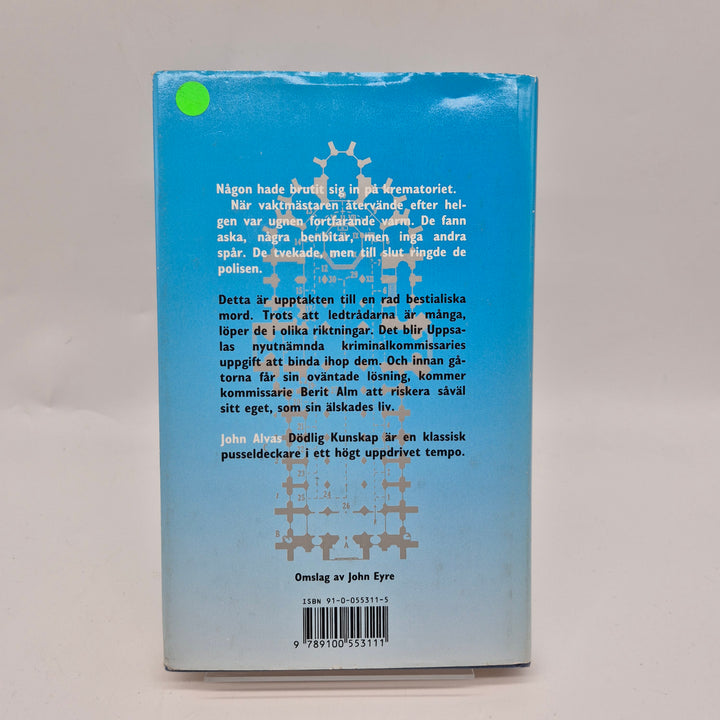 Någon hade brutit sig in på krematoriet.
När vaktmästaren återvände efter hel-
gen var ugnen fortfarande varm. De fann
aska, några benbitar, men inga andra
spår. De tvekade, men till slut ringde de
polisen.
Detta är upptakten till en rad bestialiska
mord. Trots att ledtrådarna är många,
löper de i olika riktningar. Det blir Uppsa-
las nyutnämnda kriminalkommissaries
uppgift att binda ihop dem. Och innan gå-
torna får sin oväntade lösning, kommer
kommissarie Berit Alm att riskera såväl
sitt eget, som sin älskades liv.
John Alvas Dödlig Kunskap är en klassisk
pusseldeckare i ett högt uppdrivet tempo.
Omslag av John Eyre
ISBN 91-0-055311-5
9 789100 553111